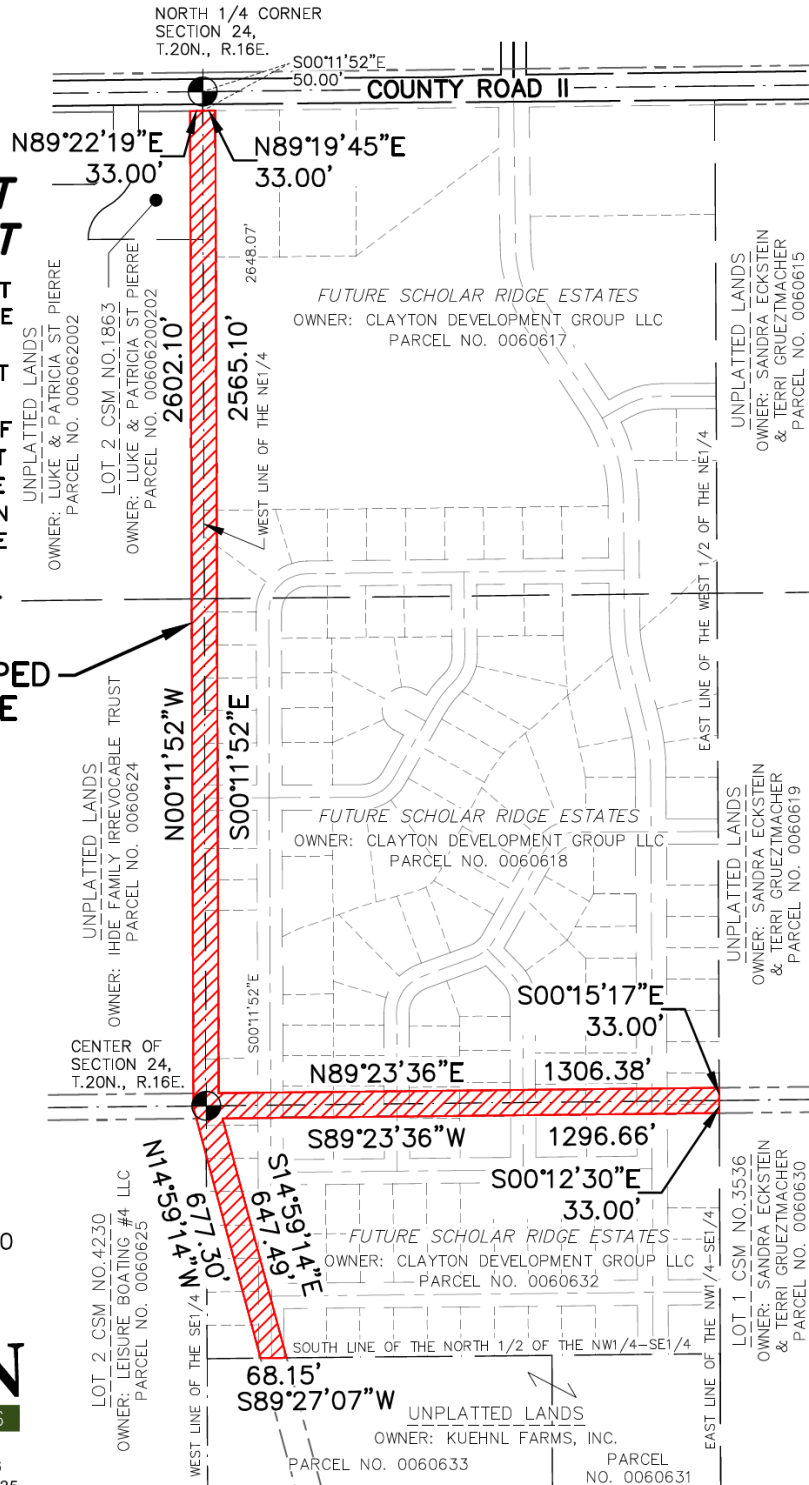 NORTH 1/4 CORNER
SECTION 24,
T.20N., R.16E.
S00°11'52"E
50.00'
COUNTY ROAD II
N89°22'19"E
33.00'
N89°19'45"E
33.00'
T
T
T
E
T
F
T
E
N
E
UNPLATTED LANDS
OWNER: LUKE & PATRICIA ST PIERRE
PARCEL NO. 006062002
LOT 2 CSM NO.1863
OWNER: LUKE & PATRICIA ST PIERRE
PARCEL NO. 00606200202
2602.10'
2565.10'
2648.07'
WEST LINE OF THE NE1/4
FUTURE SCHOLAR RIDGE ESTATES
OWNER: CLAYTON DEVELOPMENT GROUP LLC
PARCEL NO. 0060617
UNPLATTED LANDS
OWNER: SANDRA ECKSTEIN
& TERRI GRUEZTMACHER
PARCEL NO. 0060615
EAST LINE OF THE WEST 1/2 OF THE NE1/4
PED
E
N00°11'52"W
S00°11'52"E
UNPLATTED LANDS
OWNER: IHDE FAMILY IRREVOCABLE TRUST
PARCEL NO. 0060624
FUTURE SCHOLAR RIDGE ESTATES
OWNER: CLAYTON DEVELOPMENT GROUP LLC
PARCEL NO. 0060618
UNPLATTED LANDS
OWNER: SANDRA ECKSTEIN
& TERRI GRUEZTMACHER
PARCEL NO. 0060619
S00°11'52"E
S00°15'17"E
33.00'
CENTER OF
SECTION 24,
T.20N., R.16E.
N89°23'36"E
1306.38'
S89°23'36"W
1296.66'
S00°12'30"E
33.00'
N14°59'14"W
677.30'
S14°59'14"E
647.49'
LOT 2 CSM NO.4230
OWNER: LEISURE BOATING #4 LLC
PARCEL NO. 0060625
WEST LINE OF THE SE1/4
FUTURE SCHOLAR RIDGE ESTATES
OWNER: CLAYTON DEVELOPMENT GROUP LLC
PARCEL NO. 0060632
EAST LINE OF THE NW1/4-SE1/4
LOT 1 CSM NO.3536
OWNER: SANDRA ECKSTEIN
& TERRI GRUEZTMACHER
PARCEL NO. 0060630
0
SOUTH LINE OF THE NORTH 1/2 OF THE NW1/4-SE1/4
68.15'
S89°27'07"W
N
UNPLATTED LANDS
OWNER: KUEHNL FARMS, INC.
PARCEL NO. 0060633
PARCEL
NO. 0060631